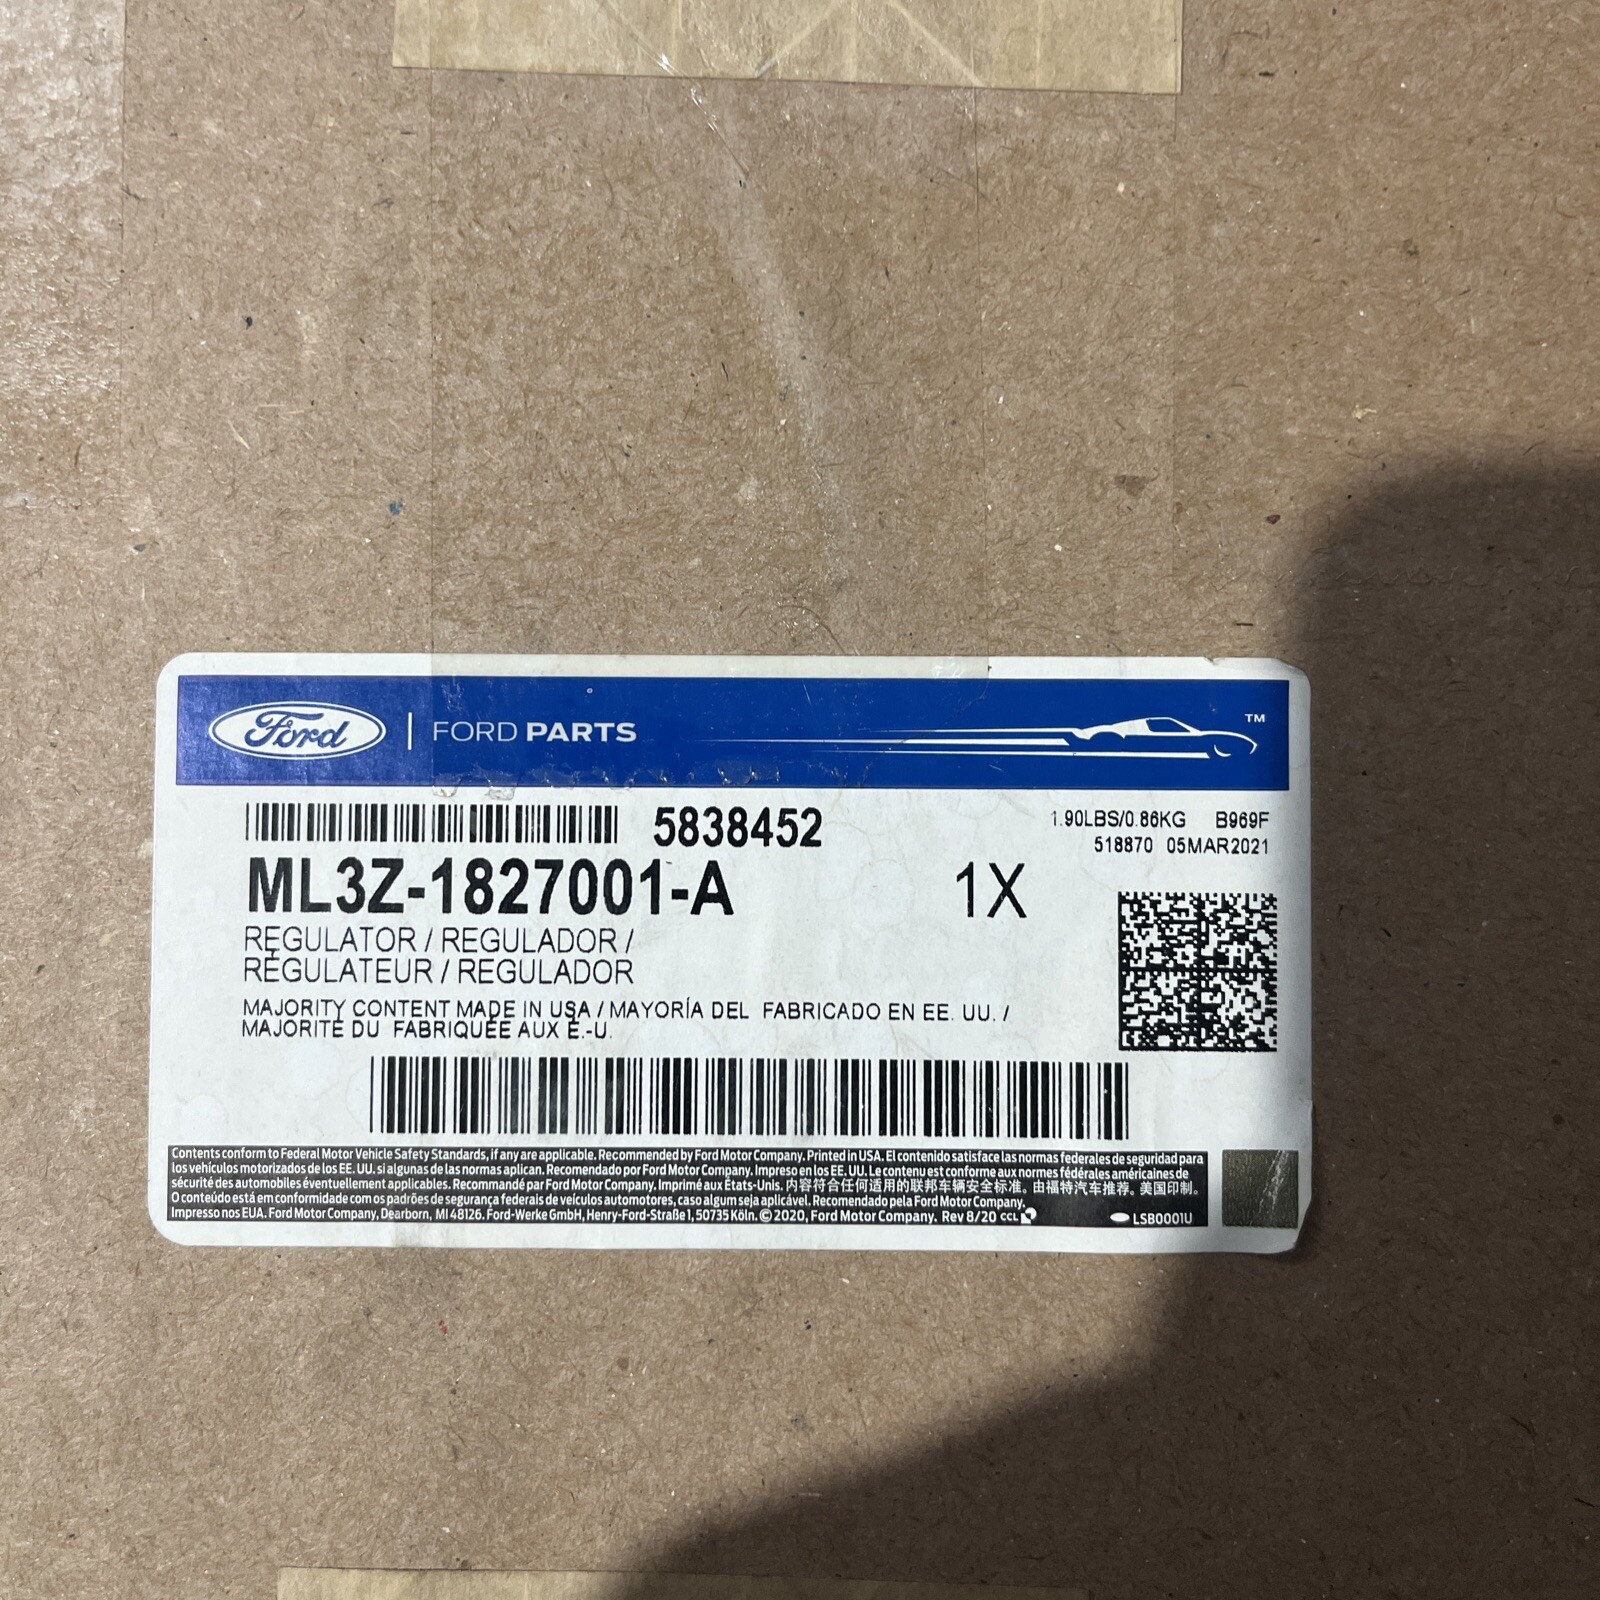 Ford | FORD PARTS TM
5838452
1.90LBS/0.86KG B969F
518870 05MAR2021
ML3Z-1827001-A 1X
REGULATOR / REGULADOR /
RÉGULATEUR / REGULADOR
MAJORITY CONTENT MADE IN USA / MAYORÍA DEL FABRICADO EN EE. UU. /
MAJORITÉ DU FABRIQUÉE AUX É.-U.
Contents conform to Federal Motor Vehicle Safety Standards, if any are applicable. Recommended by Ford Motor Company. Printed in USA. El contenido satisface las normas federales de seguridad para
los vehículos motorizados de los EE. UU. si algunas de las normas aplican. Recomendado por Ford Motor Company. Impreso en los EE. UU. Le contenu est conforme aux normes fédérales américaines de
sécurité des automobiles éventuellement applicables. Recommandé par Ford Motor Company. Imprimé aux États-Unis. 内容符合任何适用的联邦车辆安全标准。由福特汽车推荐。美国印制。
O conteúdo está em conformidade com os padrões de segurança federais de veículos automotores, caso algum seja aplicável. Recomendado pela Ford Motor Company.
Impresso nos EUA. Ford Motor Company, Dearborn, MI 48126. Ford-Werke GmbH, Henry-Ford-Straße 1, 50735 Köln. © 2020, Ford Motor Company. Rev 8/20 CCL LSB0001U